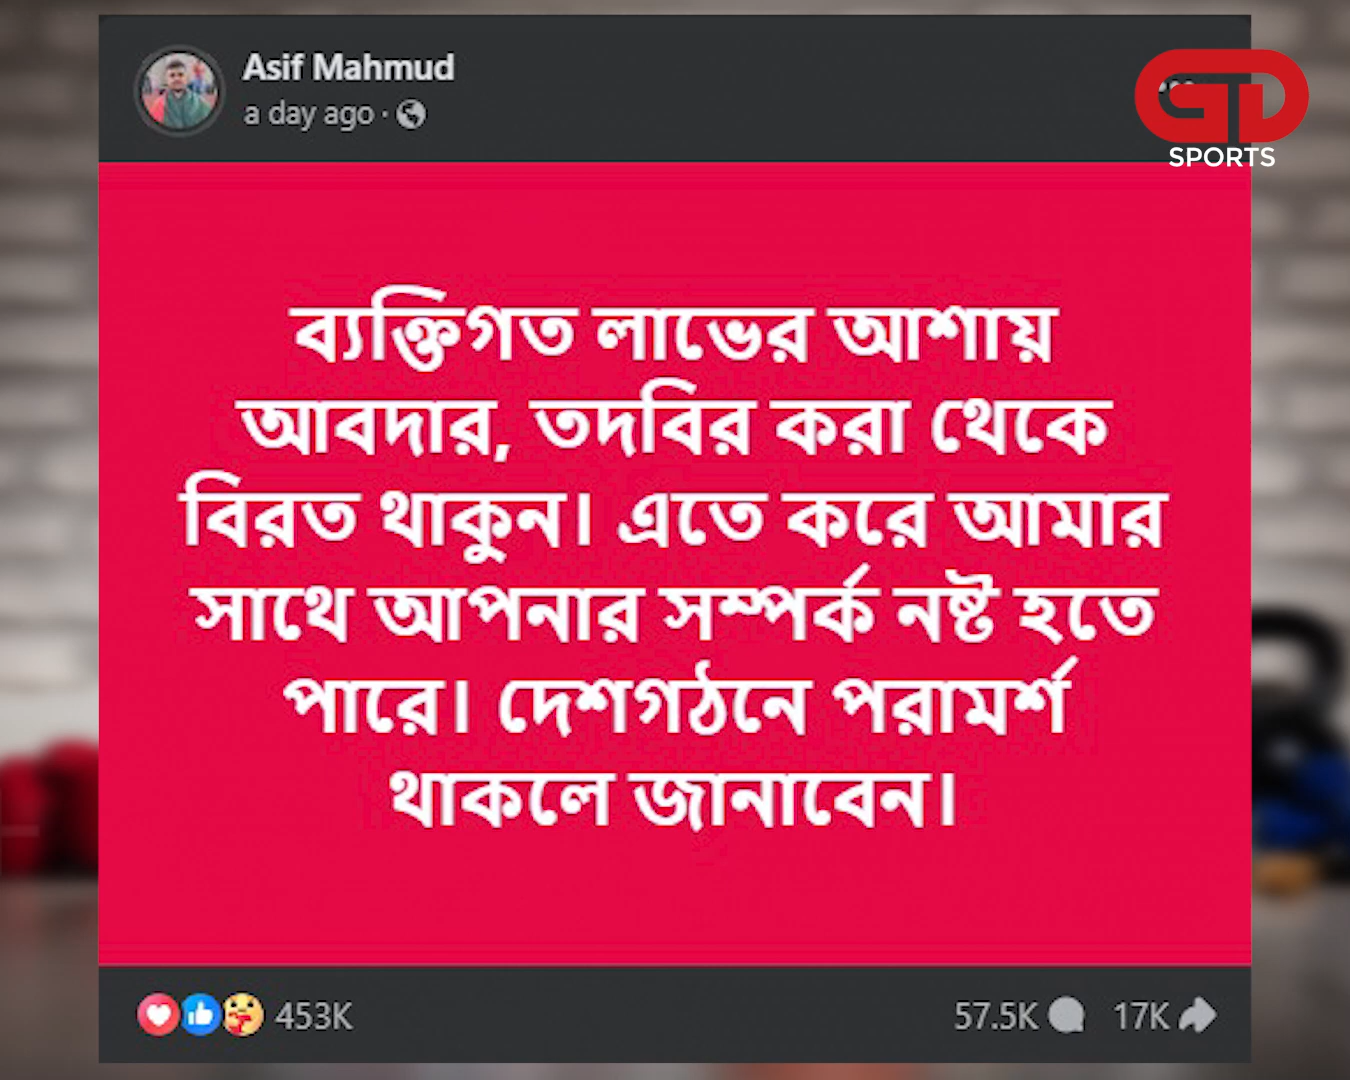 Asif Mahmud
a day ago ·
GTD
SPORTS
ব্যক্তিগত লাভের আশায়
আবদার, তদবির করা থেকে
বিরত থাকুন। এতে করে আমার
সাথে আপনার সম্পর্ক নষ্ট হতে
পারে। দেশগঠনে পরামর্শ
থাকলে জানাবেন।
453K 57.5K 17K